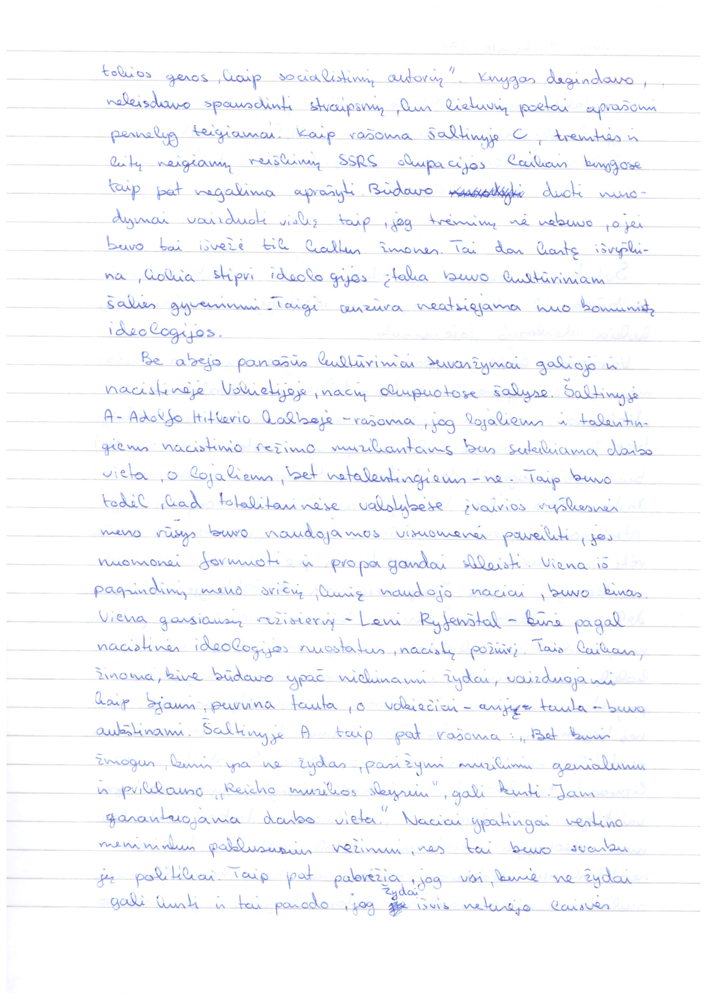 tokios geros, kaip socialistinių autorių". Knygas degindavo,
neleisdavo spausdinti straipsnių, kur lietuvių poetai aprašomi
pernelyg teigiamai. Kaip rašoma šaltinyje C, tremties ir
kitų neigiamų reiškinių SSRS okupacijos laikais knygose
taip pat negalima aprašyti. Būdavo duoti nuro-
dymai vaizduoti viską taip, jog trėmimų nė nebuvo, o jei
buvo tai išvežė tik kaltus žmones. Tai dar kartą išryški-
na, kokia stipri ideologijos įtaka buvo kultūriniam
šalies gyvenimui. Taigi cenzūra neatsiejama nuo komunistų
ideologijos.
Be abejo panašūs kultūriniai suvaržymai galiojo ir
nacistinėje Vokietijoje, nacių okupuotose šalyse. Šaltinyje
A - Adolfo Hitlerio kalboje - rašoma, jog lojaliems ir talentin-
giems nacistinio režimo muzikantams bus suteikiama darbo
vieta, o lojaliems, bet netalentingiems - ne. Taip buvo
todėl, kad totalitarinėse valstybėse įvairios ryškesnės
meno rūšys buvo naudojamos visuomenei paveikti, jos
nuomonei formuoti ir propagandai skleisti. Viena iš
pagrindinių meno sričių, kurią naudojo naciai, buvo kinas.
Viena garsiausių režisierių - Leni Ryfenštal - kūrė pagal
nacistinės ideologijos nuostatus, nacistų požiūrį. Tais laikais,
žinoma, kine būdavo ypač niekinami žydai, vaizduojami
kaip bjauri, purvina tauta, o vokiečiai - arijų tauta - buvo
aukštinami. Šaltinyje A taip pat rašoma: „Bet kuris
žmogus, kuris yra ne žydas, pasižymi muzikiniu genialumu
ir priklauso „Reicho muzikos skyriui", gali kurti. Jam
garantuojama darbo vieta." Naciai ypatingai vertino
menininkus paklususius režimui, nes tai buvo svarbu
jų politikai. Taip pat pabrėžia, jog visi, kurie ne žydai
gali kurti ir tai parodo, jog žydai išvis neturėjo laisvės